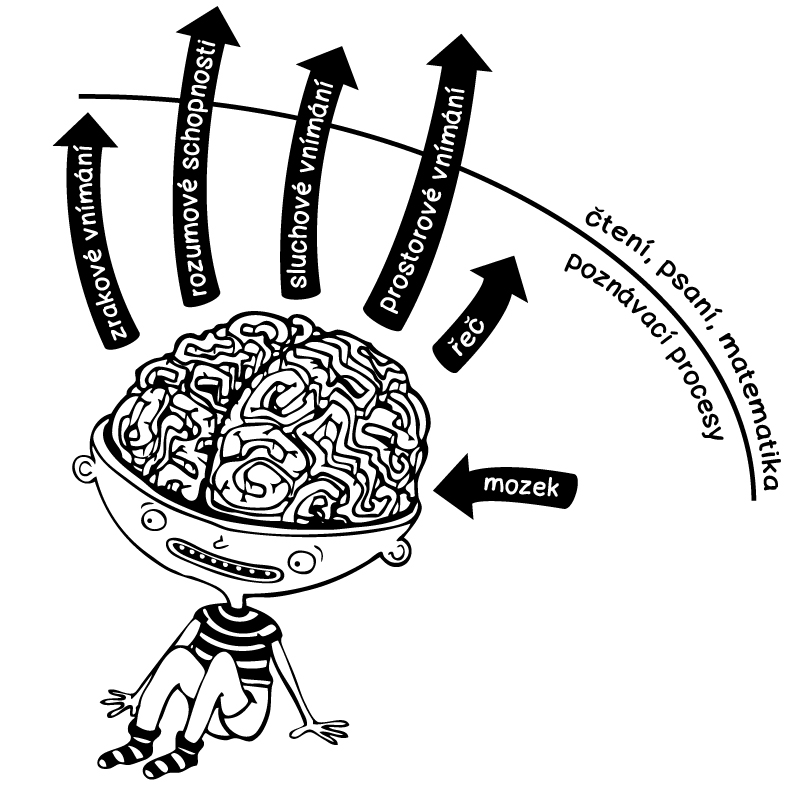 zrakové vnímání
rozumové schopnosti
sluchové vnímání
prostorové vnímání
řeč
čtení, psaní, matematika
poznávací procesy
mozek